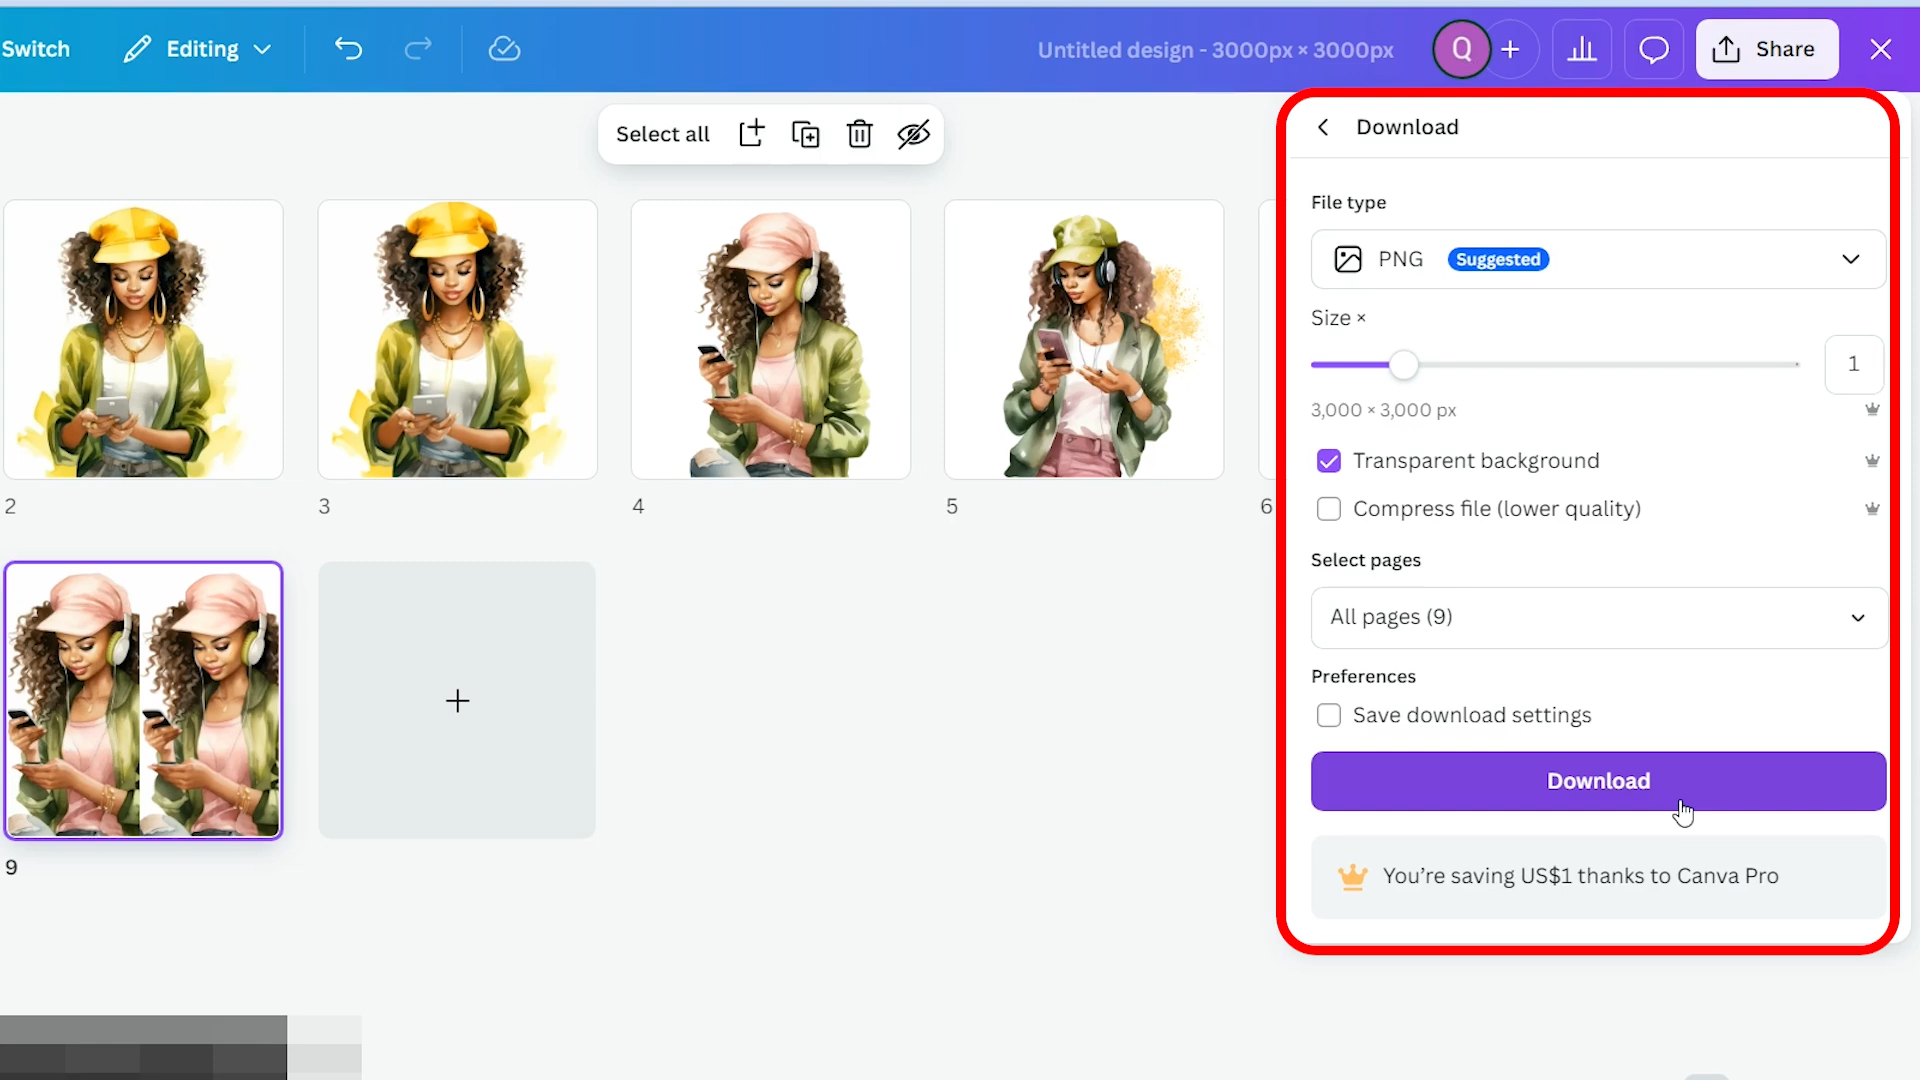 Switch
Editing
Untitled design - 3000px × 3000px
Q
Share
Select all
Download
File type
PNG
Suggested
Size ×
1
3,000 × 3,000 px
Transparent background
Compress file (lower quality)
Select pages
All pages (9)
Preferences
Save download settings
Download
You’re saving US$1 thanks to Canva Pro
2
3
4
5
6
9